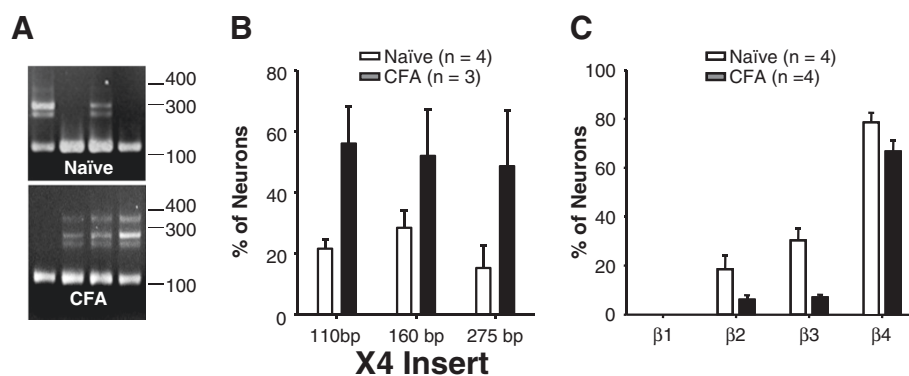 A
400
300
100
Naïve
400
300
100
CFA
B
Naïve (n = 4)
CFA (n = 3)
% of Neurons
80
60
40
20
0
110bp 160 bp 275 bp
X4 Insert
C
Naïve (n = 4)
CFA (n =4)
% of Neurons
100
80
60
40
20
0
β1 β2 β3 β4